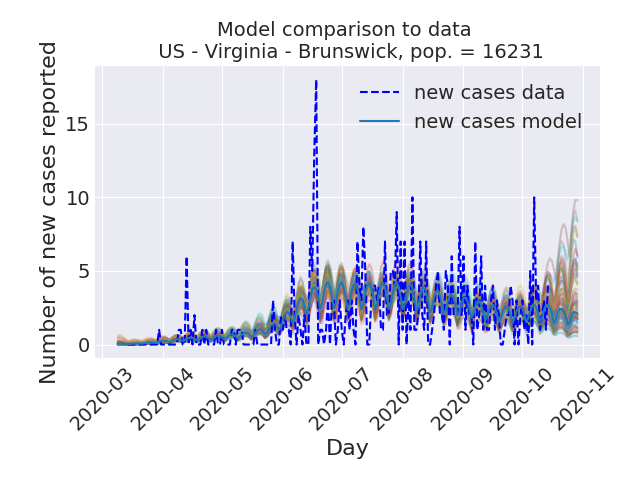 Model comparison to data
US - Virginia - Brunswick, pop. = 16231
Number of new cases reported
15
10
5
0
new cases data
new cases model
2020-03
2020-04
2020-05
2020-06
2020-07
2020-08
2020-09
2020-10
2020-11
Day